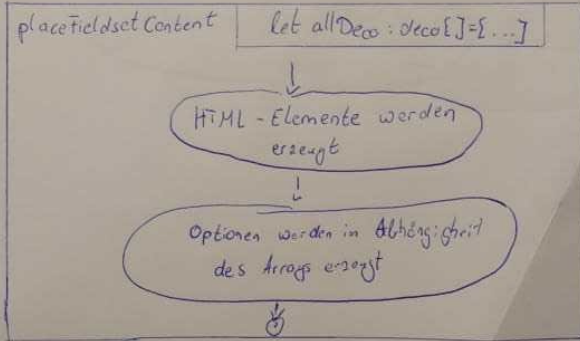 placeFieldsetContent
let allDeco : deco[]=[...]
HTML - Elemente werden
erzeugt
Optionen werden in Abhängigkeit
des Arrays erzeugt